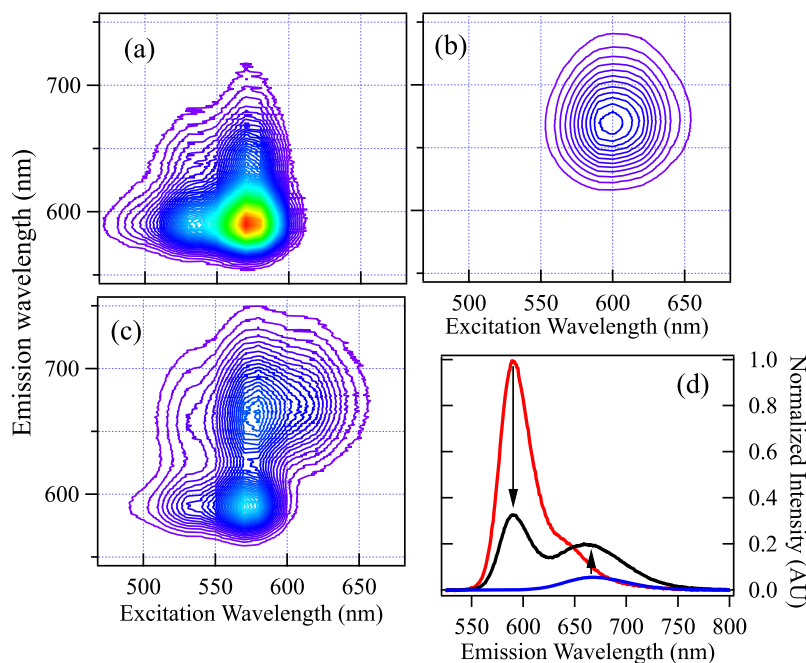 (a)
(b)
700
600
Emission wavelength (nm)
500 550 600 650
Excitation Wavelength (nm)
(c)
700
600
500 550 600 650
Excitation Wavelength (nm)
(d)
1.0
0.8
0.6
0.4
0.2
0.0
Normalized Intensity (AU)
550 600 650 700 800
Emission Wavelength (nm)